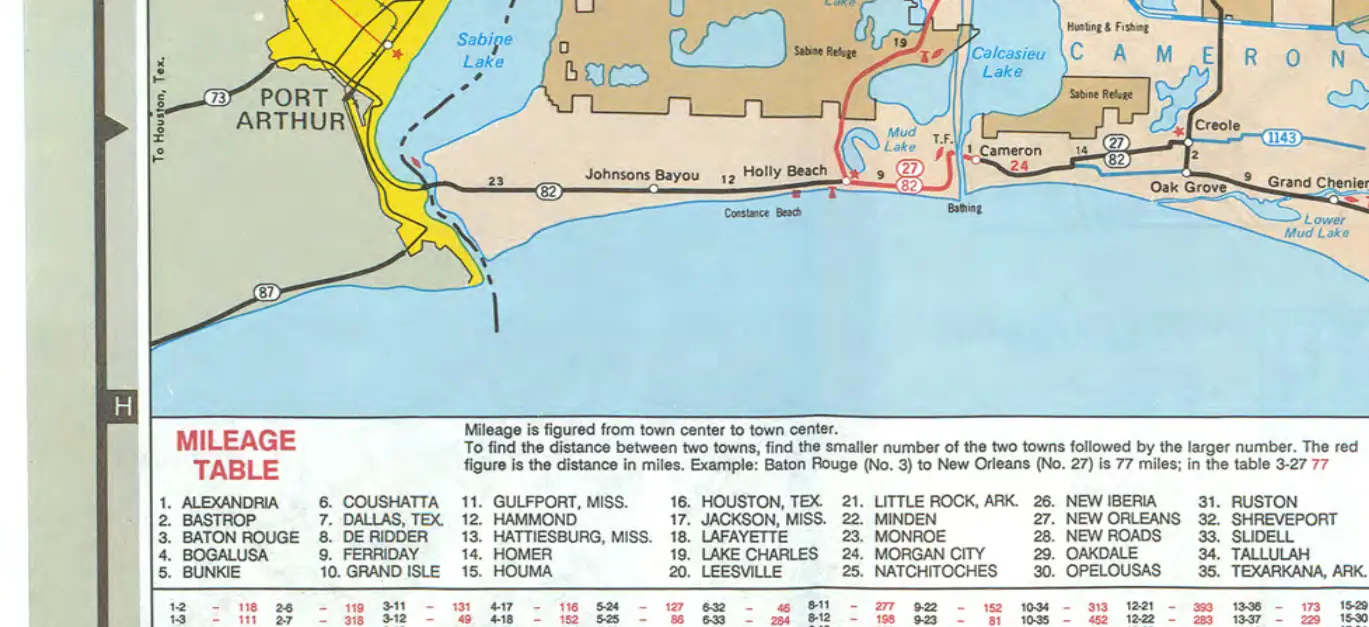 Lake
Hunting & Fishing
Sabine
Lake
Sabine Refuge
19
Calcasieu
Lake
CAMERON
To Houston, Tex.
73
PORT
ARTHUR
Sabine Refuge
Mud
Lake
T.F.
1
Cameron
24
14
27
82
Creole
1143
2
23
82
Johnsons Bayou
12
Holly Beach
9
27
82
Oak Grove
9
Grand Chenier
Constance Beach
Bathing
Lower
Mud Lake
87
H
MILEAGE
TABLE
Mileage is figured from town center to town center.
To find the distance between two towns, find the smaller number of the two towns followed by the larger number. The red
figure is the distance in miles. Example: Baton Rouge (No. 3) to New Orleans (No. 27) is 77 miles; in the table 3-27 77
1. ALEXANDRIA 6. COUSHATTA 11. GULFPORT, MISS. 16. HOUSTON, TEX. 21. LITTLE ROCK, ARK. 26. NEW IBERIA 31. RUSTON
2. BASTROP 7. DALLAS, TEX. 12. HAMMOND 17. JACKSON, MISS. 22. MINDEN 27. NEW ORLEANS 32. SHREVEPORT
3. BATON ROUGE 8. DE RIDDER 13. HATTIESBURG, MISS. 18. LAFAYETTE 23. MONROE 28. NEW ROADS 33. SLIDELL
4. BOGALUSA 9. FERRIDAY 14. HOMER 19. LAKE CHARLES 24. MORGAN CITY 29. OAKDALE 34. TALLULAH
5. BUNKIE 10. GRAND ISLE 15. HOUMA 20. LEESVILLE 25. NATCHITOCHES 30. OPELOUSAS 35. TEXARKANA, ARK.
1-2 – 118 2-6 – 119 3-11 – 131 4-17 – 116 5-24 – 127 6-32 – 46 8-11 – 277 9-22 – 152 10-34 – 313 12-21 – 393 13-36 – 173
1-3 – 111 2-7 – 318 3-12 – 49 4-18 – 152 5-25 – 86 6-33 – 284 8-12 – 198 9-23 – 81 10-35 – 452 12-22 – 283 13-37 – 229